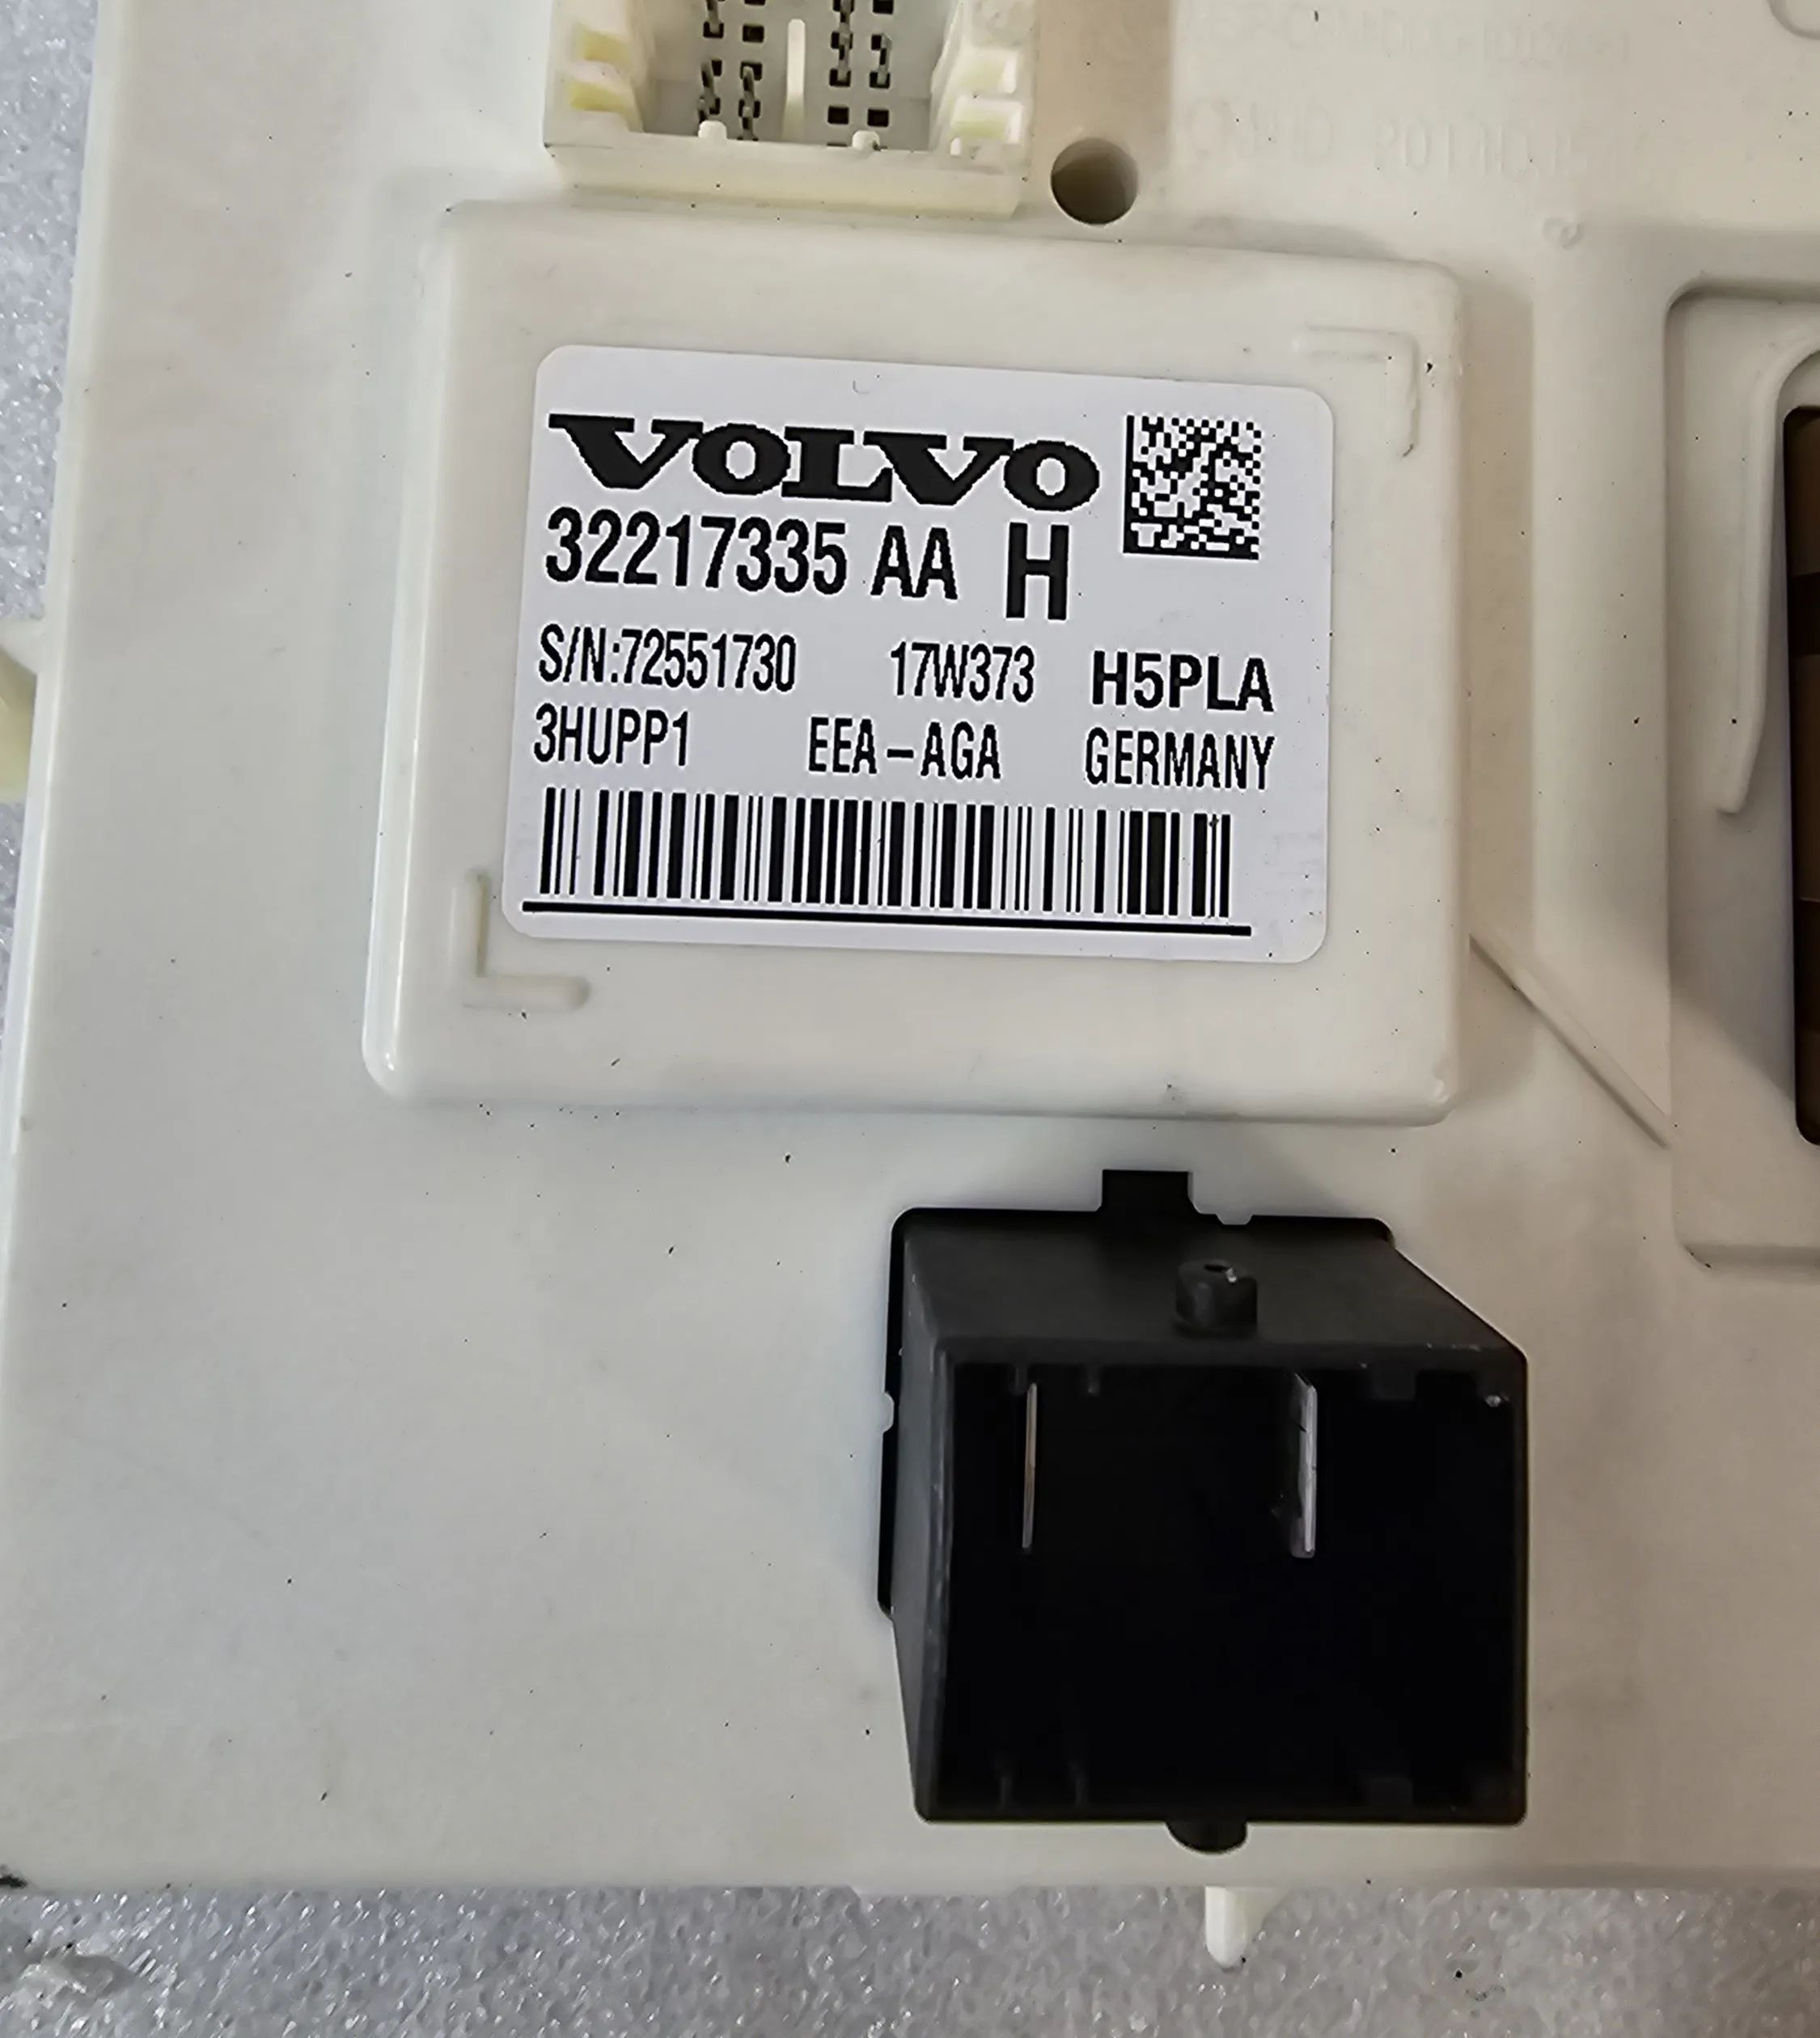 VOLVO
32217335 AA H
S/N:72551730 17W373 H5PLA
3HUPP1 EEA-AGA GERMANY